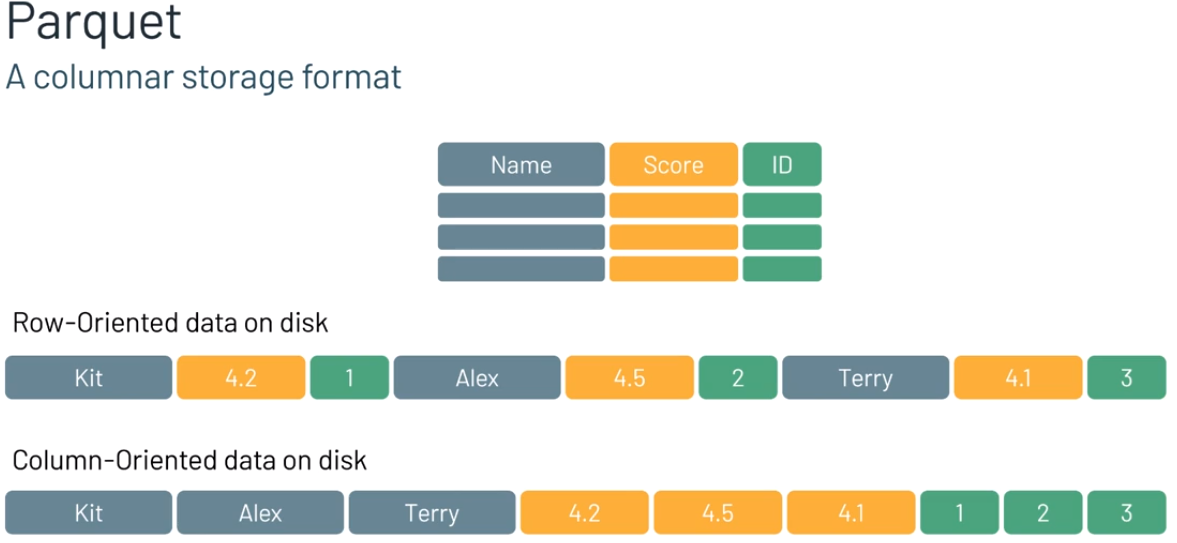 Parquet
A columnar storage format
Name Score ID
Row-Oriented data on disk
Kit 4.2 1 Alex 4.5 2 Terry 4.1 3
Column-Oriented data on disk
Kit Alex Terry 4.2 4.5 4.1 1 2 3